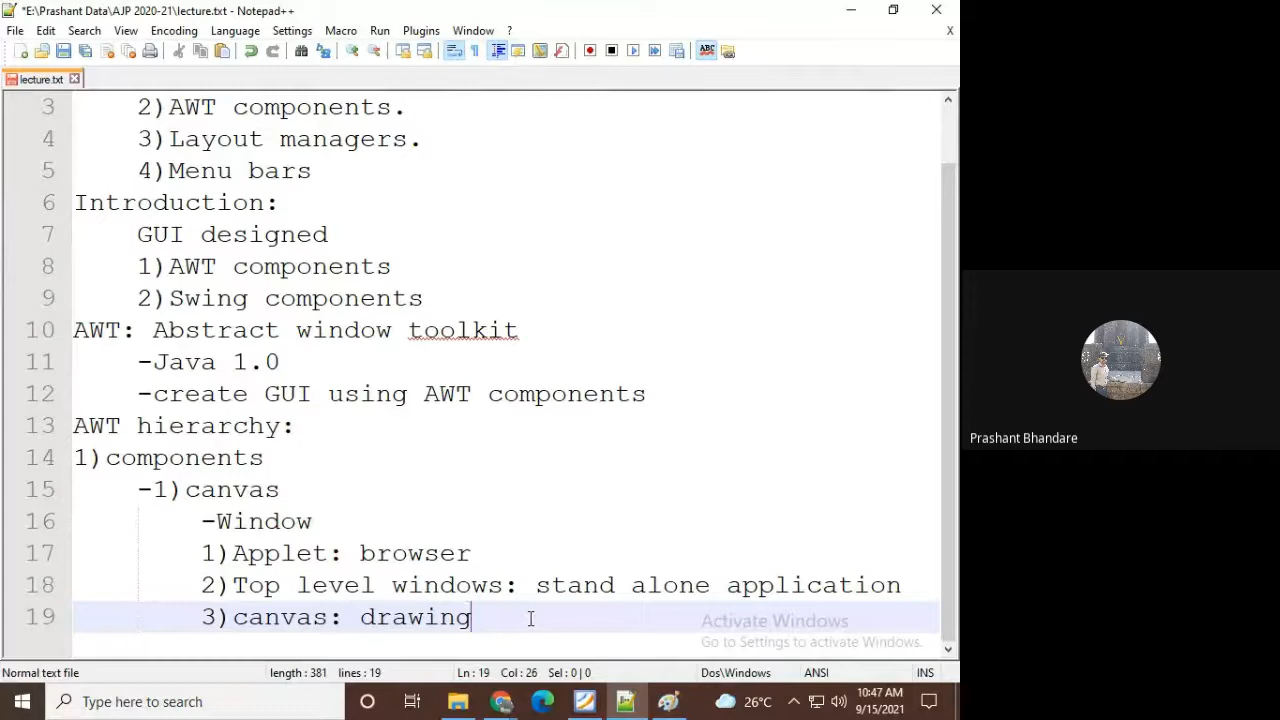 *E:\Prashant Data\AJP 2020-21\lecture.txt - Notepad++
File Edit Search View Encoding Language Settings Macro Run Plugins Window ? X
lecture.txt
3 2)AWT components.
4 3)Layout managers.
5 4)Menu bars
6 Introduction:
7 GUI designed
8 1)AWT components
9 2)Swing components
10 AWT: Abstract window toolkit
11 -Java 1.0
12 -create GUI using AWT components
13 AWT hierarchy:
14 1)components
15 -1)canvas
16 -Window
17 1)Applet: browser
18 2)Top level windows: stand alone application
19 3)canvas: drawing
Activate Windows
Go to Settings to activate Windows.
Normal text file length : 381 lines : 19 Ln : 19 Col : 26 Sel : 0 | 0 Dos\Windows ANSI INS
Type here to search 26°C 10:47 AM
9/15/2021
Prashant Bhandare